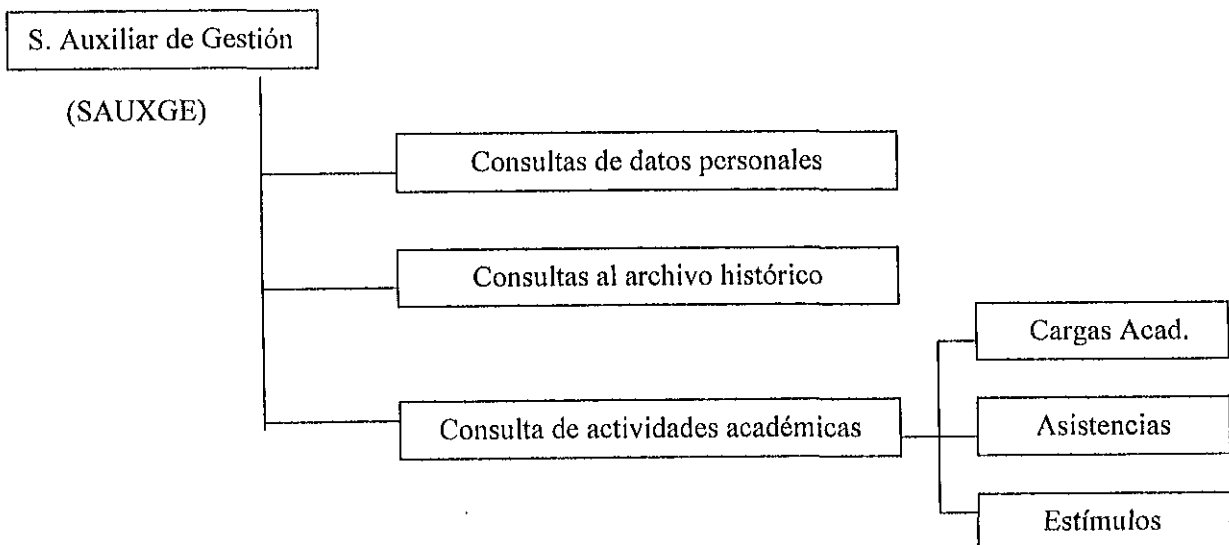 S. Auxiliar de Gestión
(SAUXGE)
Consultas de datos personales
Consultas al archivo histórico
Cargas Acad.
Consulta de actividades académicas
Asistencias
Estímulos